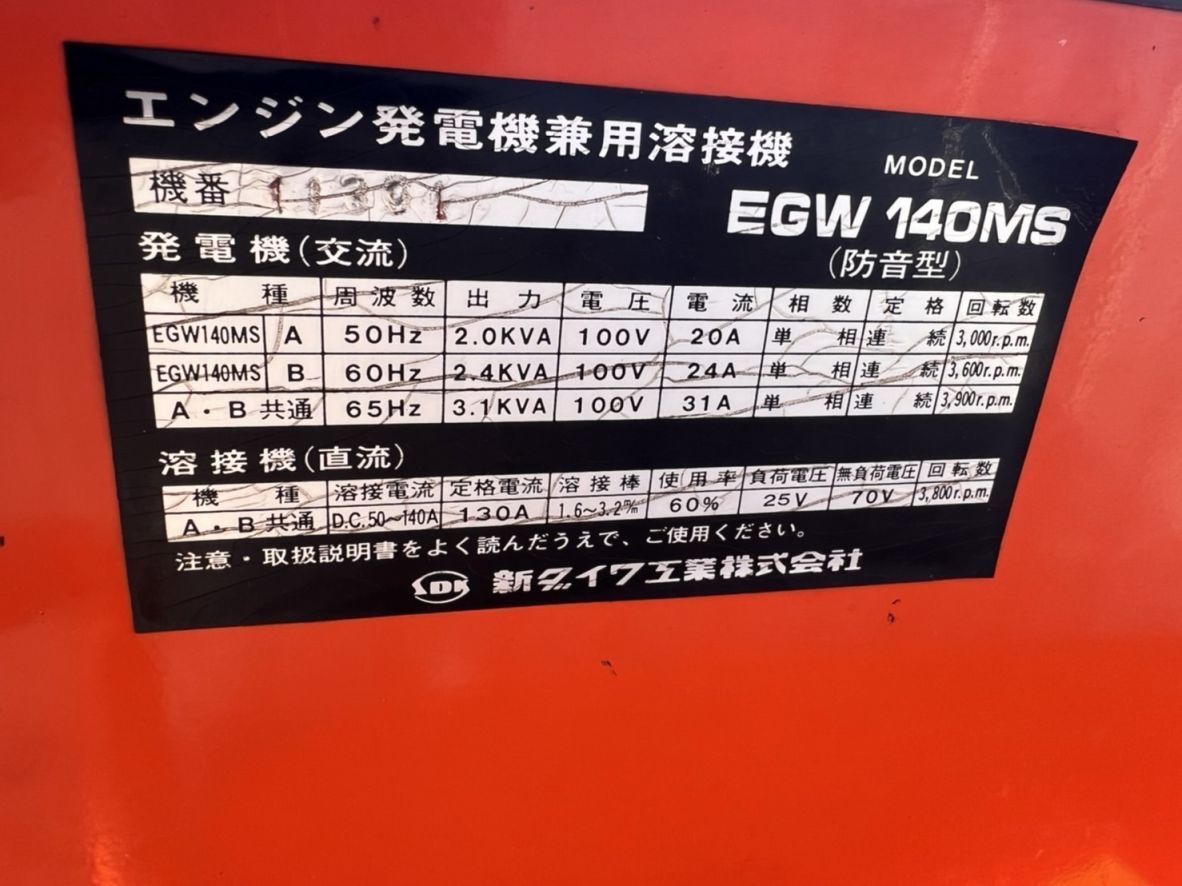 エンジン発電機兼用溶接機
MODEL
機番 11391
EGW 140MS
(防音型)
発電機(交流)
機種 周波数 出力 電圧 電流 相数 定格 回転数
EGW140MS A 50Hz 2.0KVA 100V 20A 単相 連続 3,000r.p.m.
EGW140MS B 60Hz 2.4KVA 100V 24A 単相 連続 3,600r.p.m.
A・B共通 65Hz 3.1KVA 100V 31A 単相 連続 3,900r.p.m.
溶接機(直流)
機種 溶接電流 定格電流 溶接棒 使用率 負荷電圧 無負荷電圧 回転数
A・B共通 D.C.50~140A 130A 1.6~3.2m/m 60% 25V 70V 3,800r.p.m.
注意・取扱説明書をよく読んだうえで、ご使用ください。
SDK 新ダイワ工業株式会社